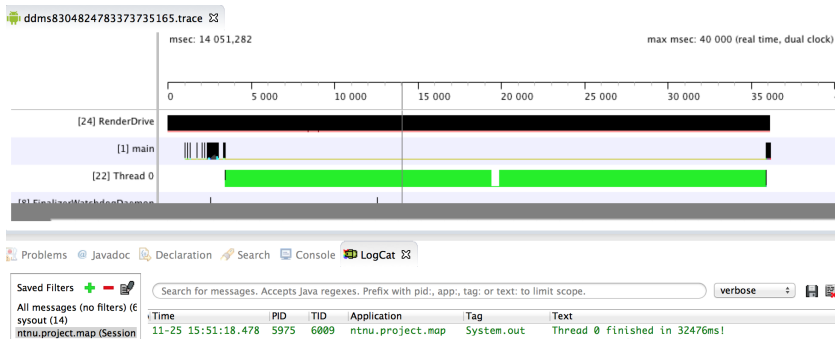 ddms8304824783373735165.trace
msec: 14 051,282 max msec: 40 000 (real time, dual clock)
0 5 000 10 000 15 000 20 000 25 000 30 000 35 000
[24] RenderDrive
[1] main
[22] Thread 0
[8] FinalizerWatchdogDaemon
Problems @ Javadoc Declaration Search Console LogCat
Saved Filters
Search for messages. Accepts Java regexes. Prefix with pid:, app:, tag: or text: to limit scope. verbose
All messages (no filters) (6
sysout (14)
ntnu.project.map (Session
Time PID TID Application Tag Text
11-25 15:51:18.478 5975 6009 ntnu.project.map System.out Thread 0 finished in 32476ms!